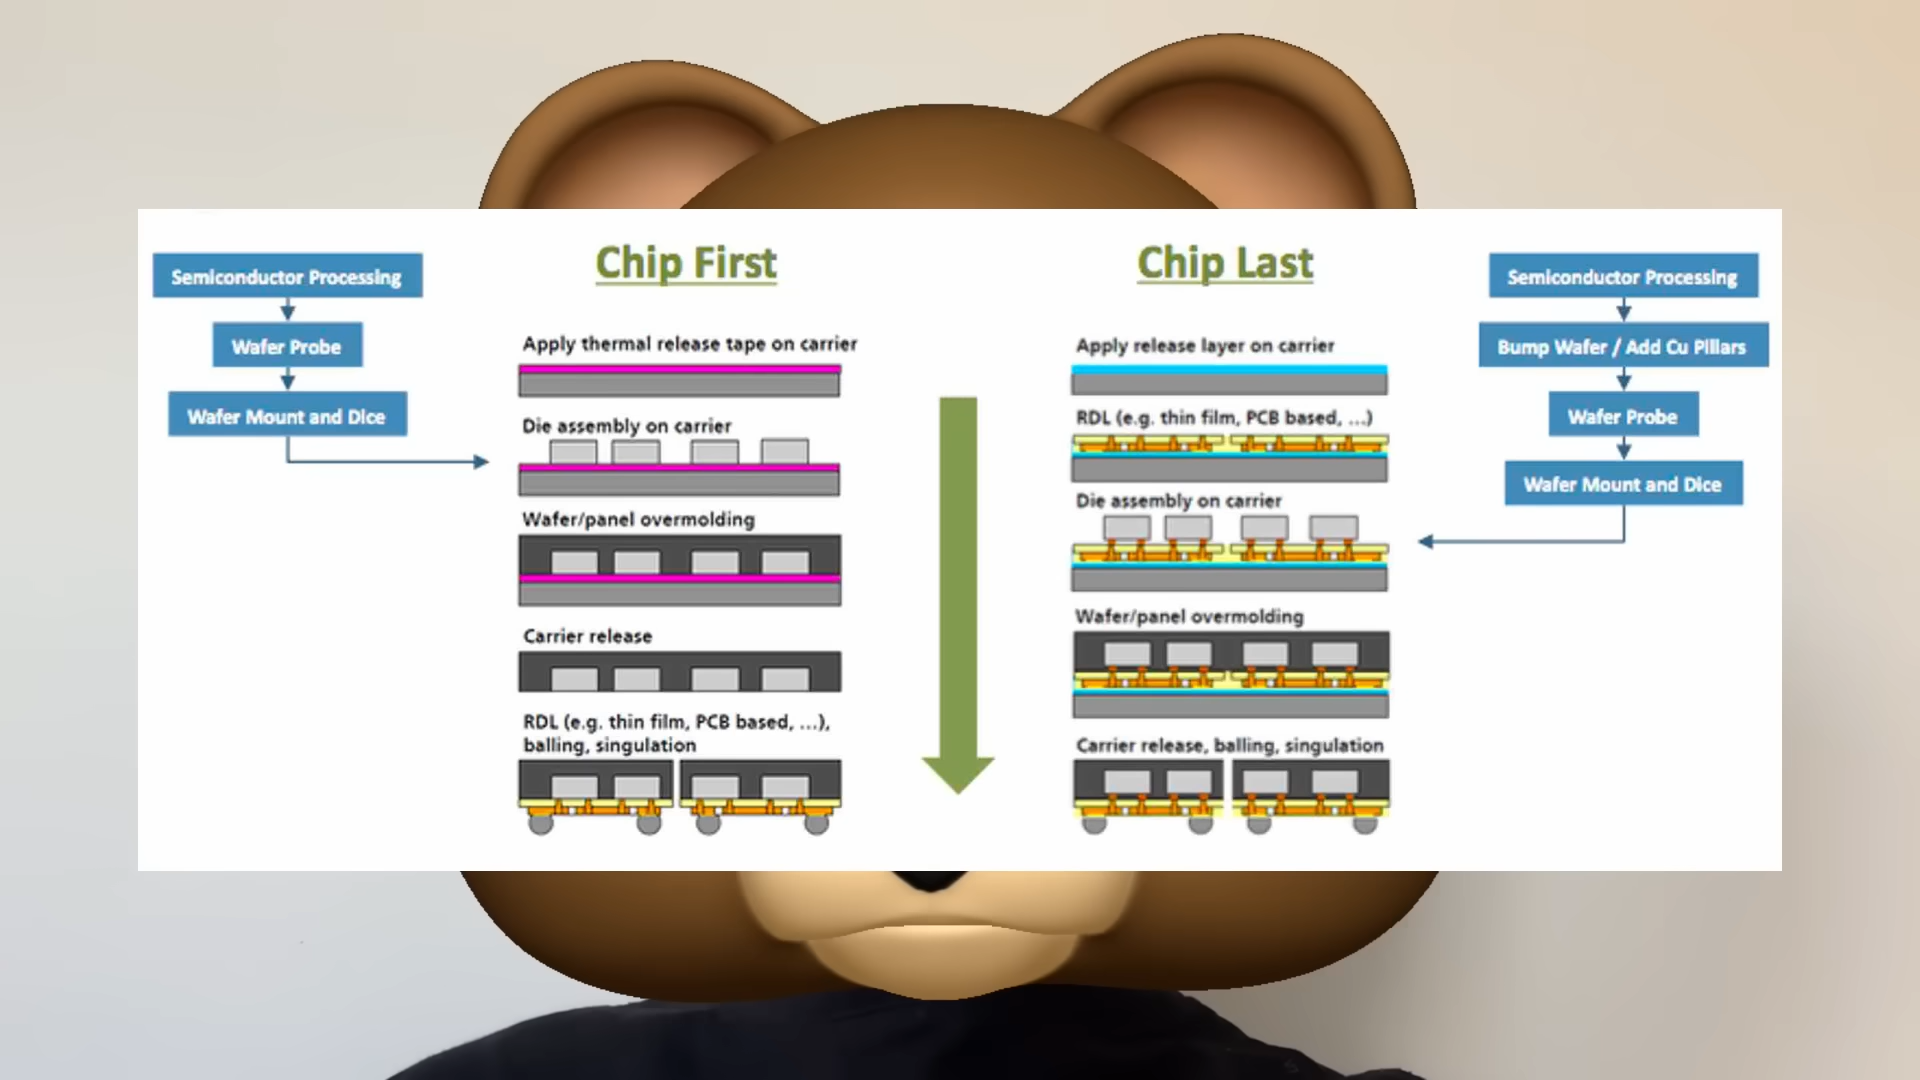 Chip First
Semiconductor Processing
Wafer Probe
Wafer Mount and Dice
Apply thermal release tape on carrier
Die assembly on carrier
Wafer/panel overmolding
Carrier release
RDL (e.g. thin film, PCB based, ...),
balling, singulation
Chip Last
Semiconductor Processing
Bump Wafer / Add Cu Pillars
Wafer Probe
Wafer Mount and Dice
Apply release layer on carrier
RDL (e.g. thin film, PCB based, ...)
Die assembly on carrier
Wafer/panel overmolding
Carrier release, balling, singulation